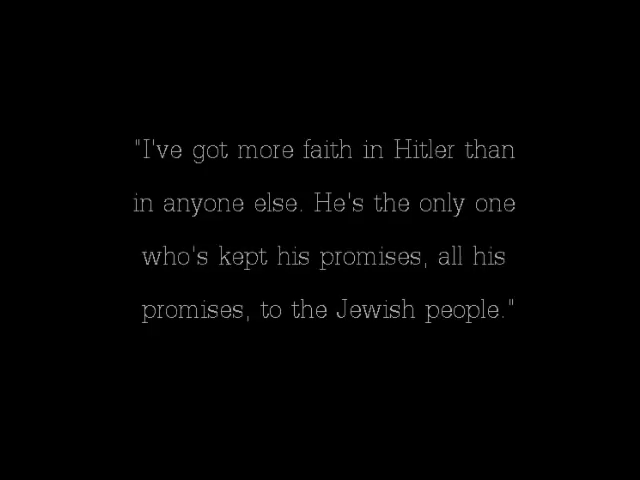 "I've got more faith in Hitler than
in anyone else. He's the only one
who's kept his promises, all his
promises, to the Jewish people."